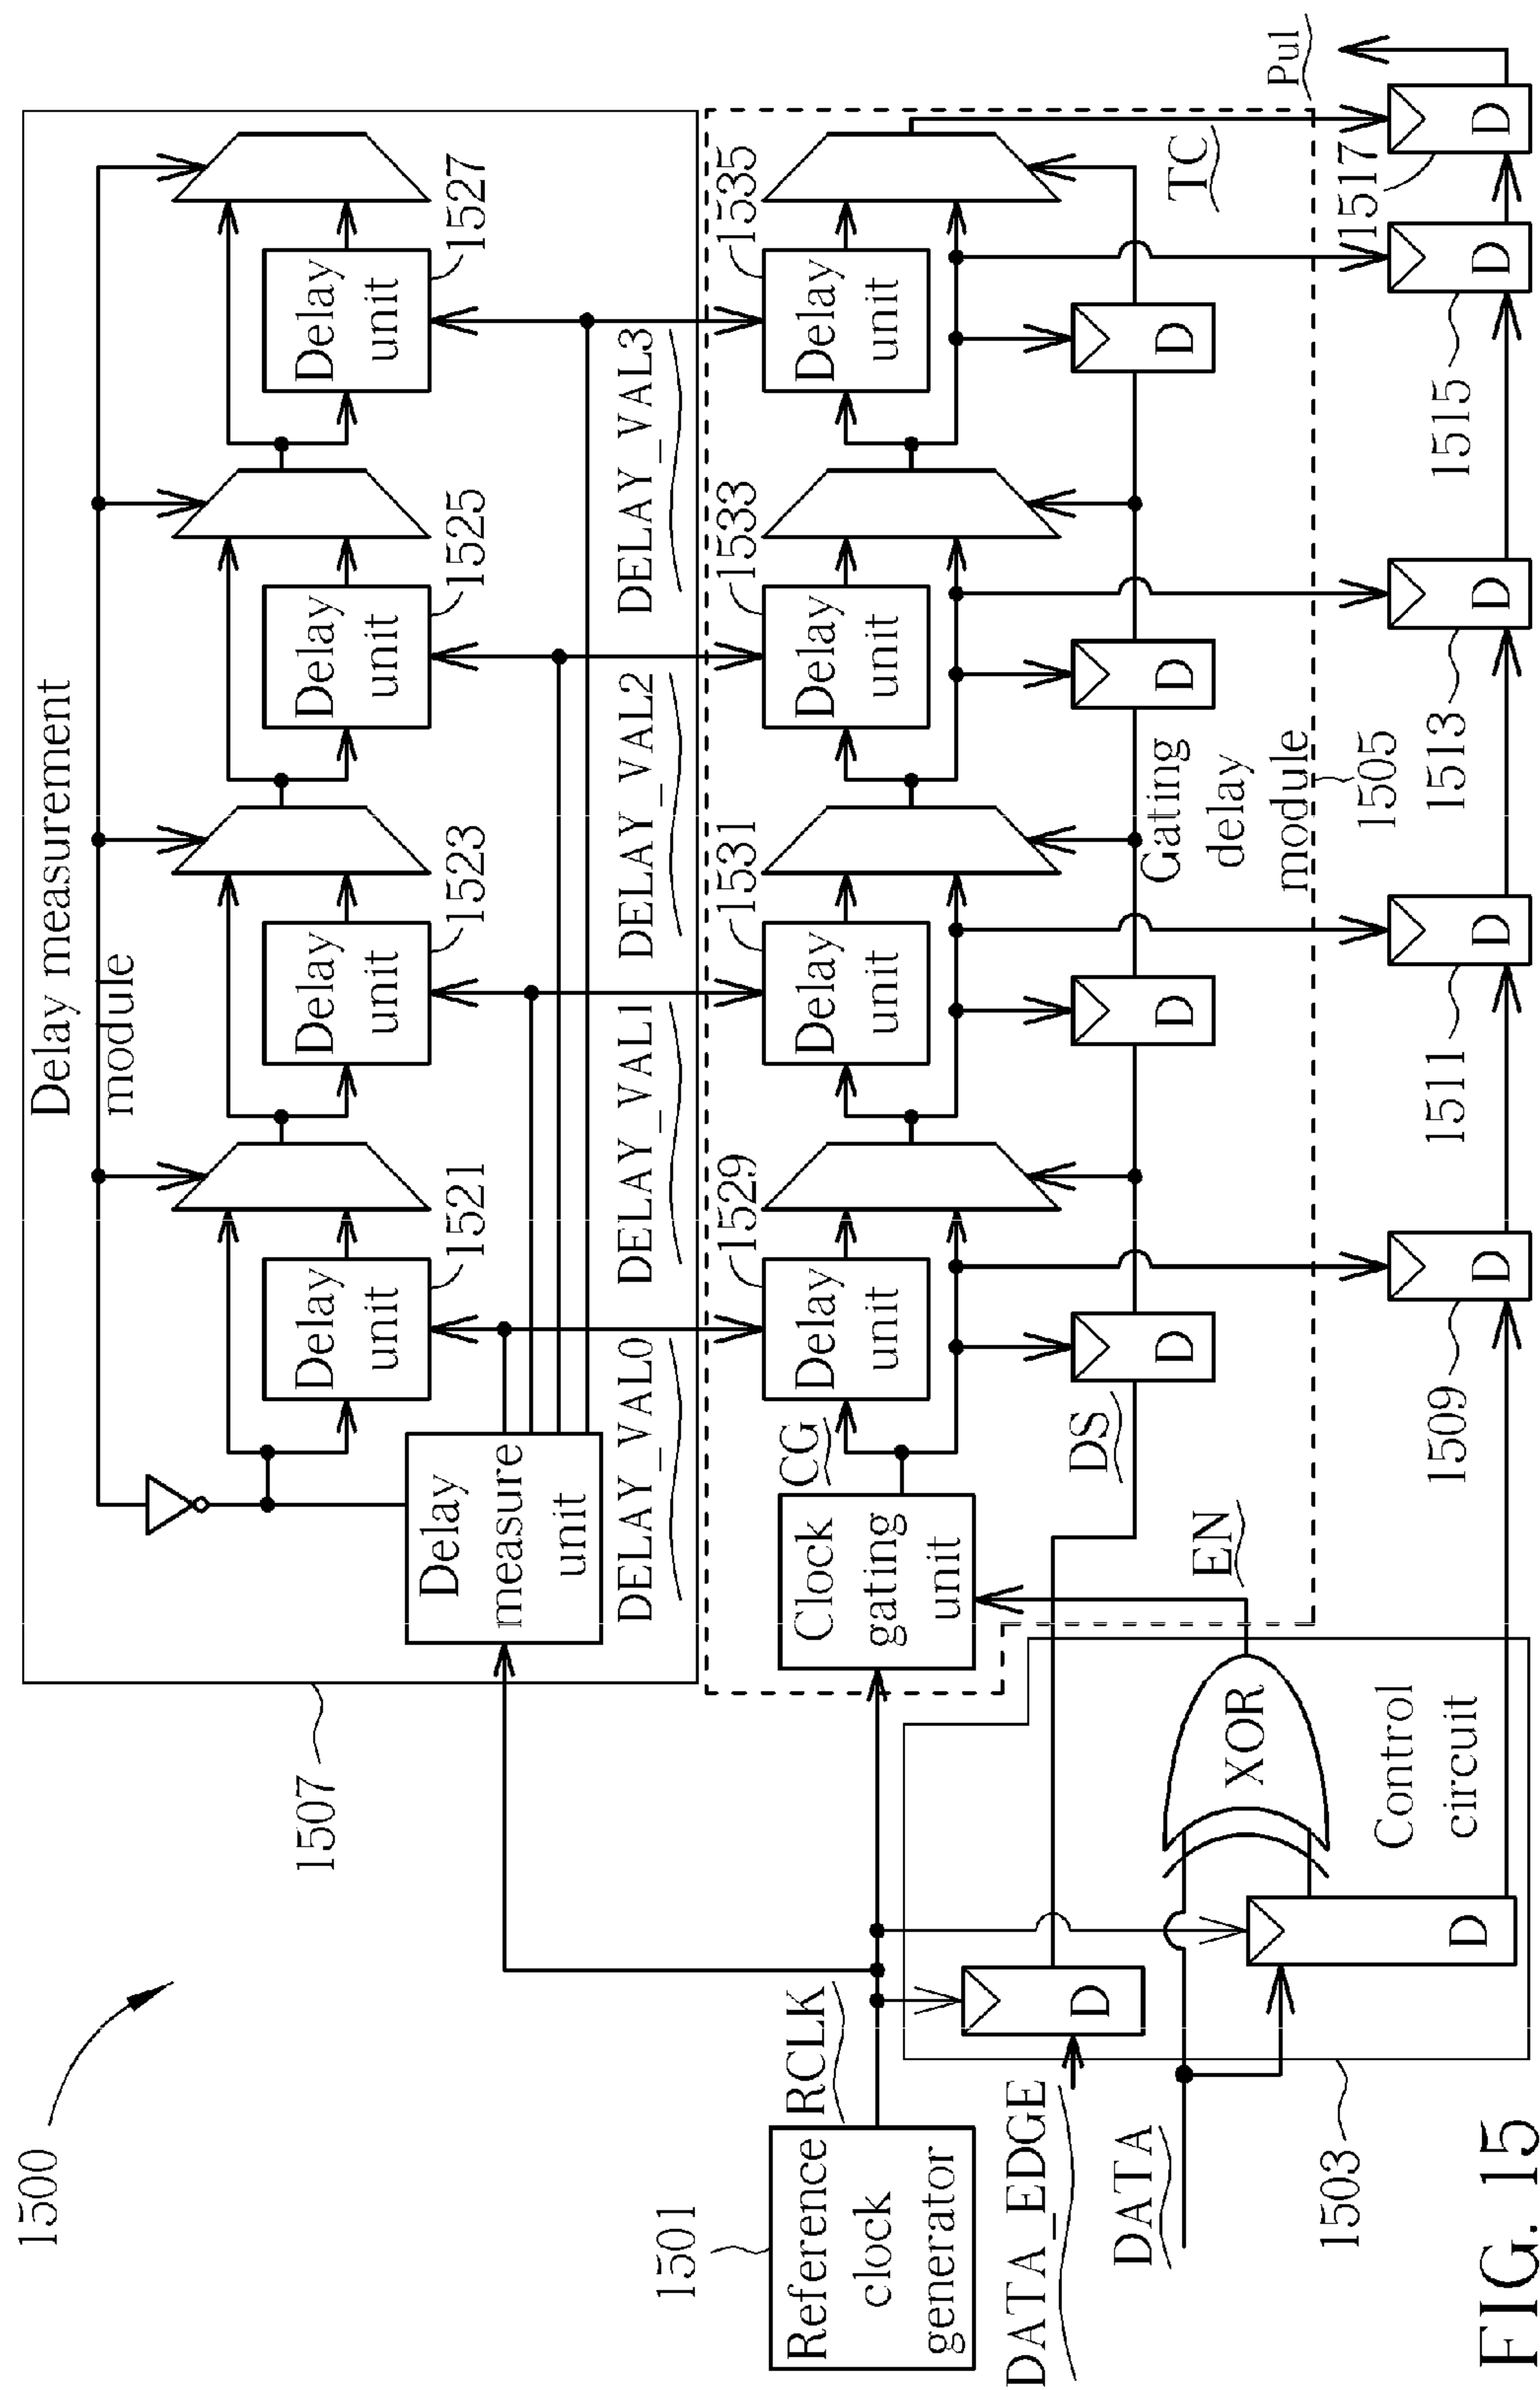 1500
Delay measurement
module
1507
Delay
unit
1521
Delay
unit
1523
Delay
unit
1525
Delay
unit
1527
Delay
measure
unit
DELAY_VAL0
DELAY_VAL1
DELAY_VAL2
DELAY_VAL3
1501
Reference
clock
generator
RCLK
Clock
gating
unit
CG
Delay
unit
1529
Delay
unit
1531
Delay
unit
1533
Delay
unit
1535
D
D
D
D
DS
EN
TC
Pul
Gating
delay
module
1505
DATA_EDGE
D
DATA
XOR
D
Control
circuit
1503
D
1509
D
1511
D
1513
D
1515
D
1517
FIG. 15